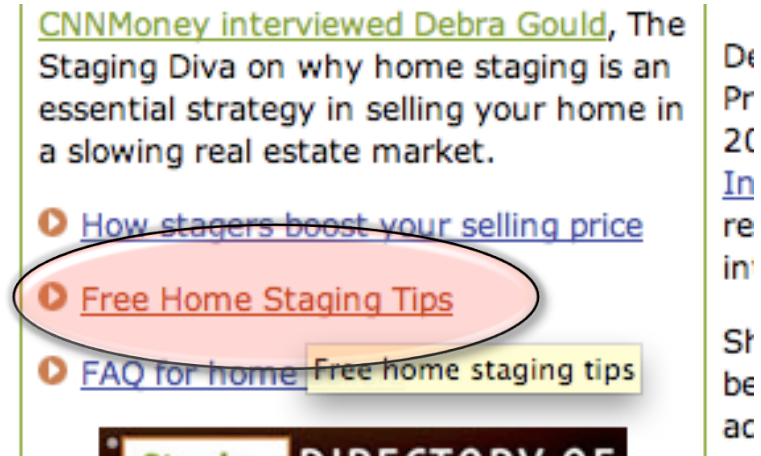 CNNMoney interviewed Debra Gould, The
Staging Diva on why home staging is an
essential strategy in selling your home in
a slowing real estate market.
How stagers boost your selling price
Free Home Staging Tips
FAQ for home
Free home staging tips
DIRECTORY OF